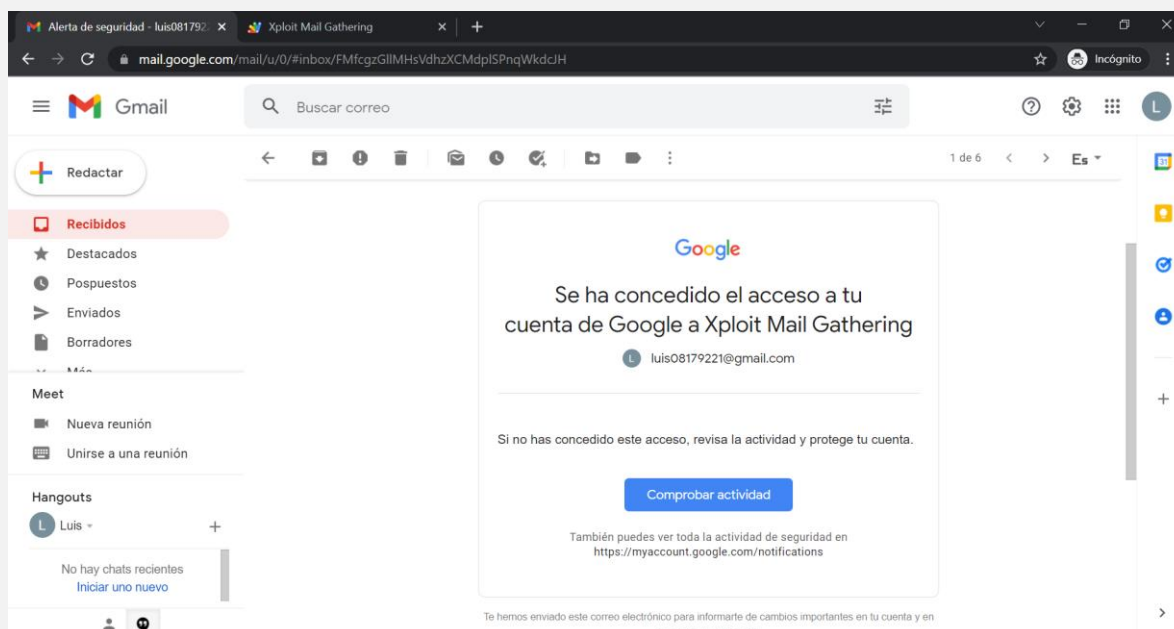 Alerta de seguridad - luis081792
Xploit Mail Gathering
mail.google.com/mail/u/0/#inbox/FMfcgzGllMHsVdhzXCMdplSPnqWkdcJH
Incógnito
Gmail
Buscar correo
Redactar
1 de 6
Es
Recibidos
Destacados
Pospuestos
Enviados
Borradores
Más
Meet
Nueva reunión
Unirse a una reunión
Hangouts
Luis
No hay chats recientes
Iniciar uno nuevo
Google
Se ha concedido el acceso a tu
cuenta de Google a Xploit Mail Gathering
L luis08179221@gmail.com
Si no has concedido este acceso, revisa la actividad y protege tu cuenta.
Comprobar actividad
También puedes ver toda la actividad de seguridad en
https://myaccount.google.com/notifications
Te hemos enviado este correo electrónico para informarte de cambios importantes en tu cuenta y en